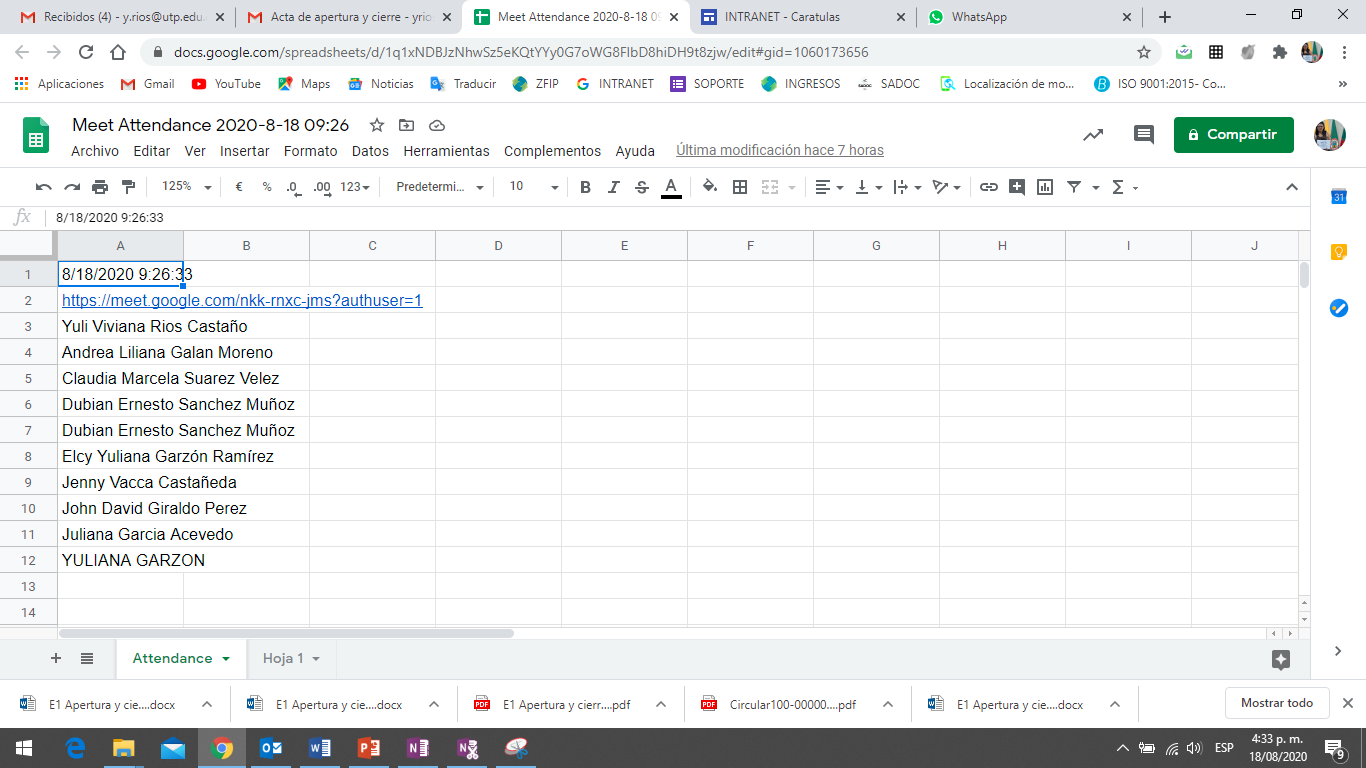 Recibidos (4) - y.rios@utp.edu.
Acta de apertura y cierre - yrio
Meet Attendance 2020-8-18 09
INTRANET - Caratulas
WhatsApp
docs.google.com/spreadsheets/d/1q1xNDBJzNhwSz5eKQtYYy0G7oWG8FIbD8hiDH9t8zjw/edit#gid=1060173656
Aplicaciones Gmail YouTube Maps Noticias Traducir ZFIP INTRANET SOPORTE INGRESOS SADOC Localización de mo... ISO 9001:2015- Co...
Meet Attendance 2020-8-18 09:26
Compartir
Archivo Editar Ver Insertar Formato Datos Herramientas Complementos Ayuda Última modificación hace 7 horas
125% € % .0 .00 123 Predetermi... 10 B I S A Σ
31
fx 8/18/2020 9:26:33
A B C D E F G H I J
1 8/18/2020 9:26:33
2 https://meet.google.com/nkk-rnxc-jms?authuser=1
3 Yuli Viviana Rios Castaño
4 Andrea Liliana Galan Moreno
5 Claudia Marcela Suarez Velez
6 Dubian Ernesto Sanchez Muñoz
7 Dubian Ernesto Sanchez Muñoz
8 Elcy Yuliana Garzón Ramírez
9 Jenny Vacca Castañeda
10 John David Giraldo Perez
11 Juliana Garcia Acevedo
12 YULIANA GARZON
13
14
Attendance Hoja 1
E1 Apertura y cie....docx E1 Apertura y cie....docx E1 Apertura y cierr....pdf Circular100-00000....pdf E1 Apertura y cie....docx Mostrar todo
ESP
4:33 p. m.
18/08/2020
9